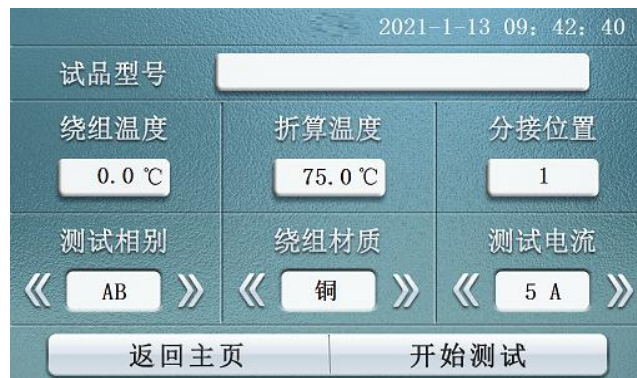 2021-1-13 09: 42: 40
试品型号
绕组温度 折算温度 分接位置
0.0 ℃ 75.0 ℃ 1
测试相别 绕组材质 测试电流
《 AB 》 《 铜 》 《 5 A 》
返回主页 开始测试